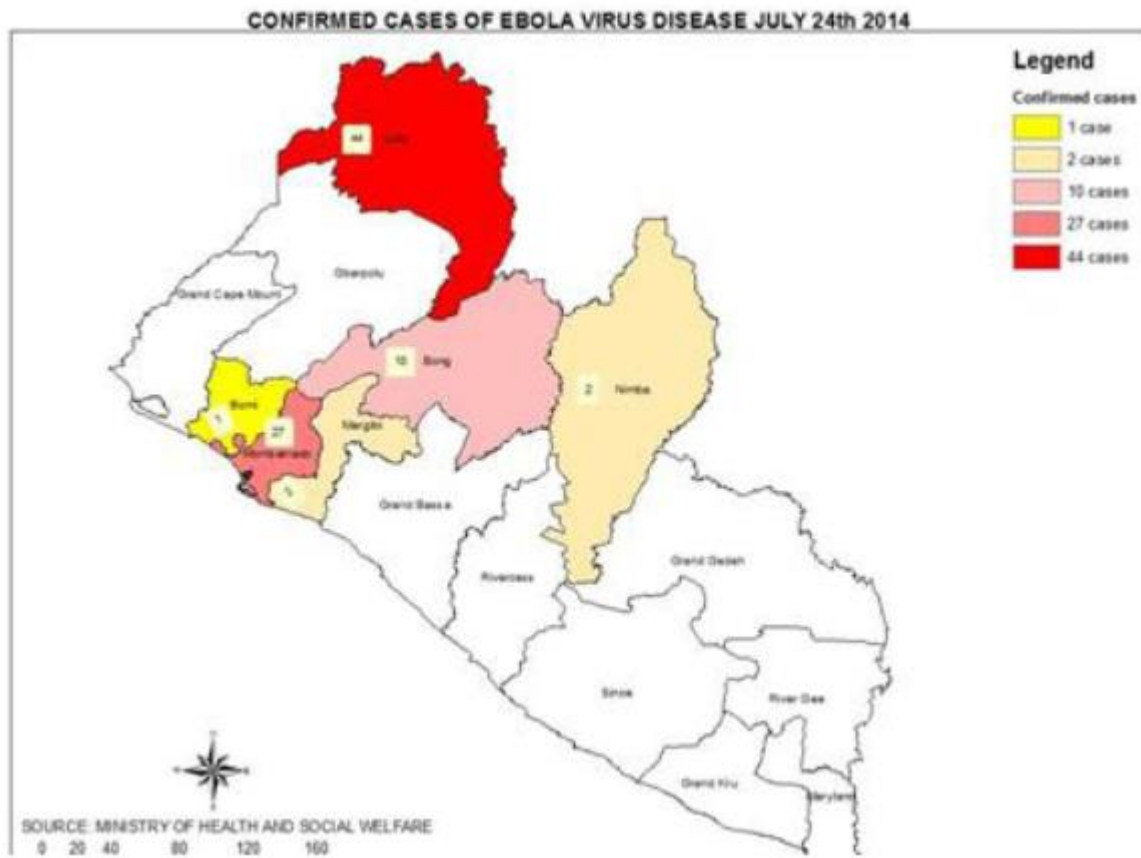 CONFIRMED CASES OF EBOLA VIRUS DISEASE JULY 24th 2014
Legend
Confirmed cases
1 case
2 cases
10 cases
27 cases
44 cases
44
Gbarpolu
Grand Cape Mount
10
Bong
2
Nimba
Bomi
1
27
Montserrado
Margibi
2
Grand Bassa
Rivercess
Grand Gedeh
Sinoe
River Gee
Grand Kru
Maryland
SOURCE: MINISTRY OF HEALTH AND SOCIAL WELFARE
0 20 40 80 120 160